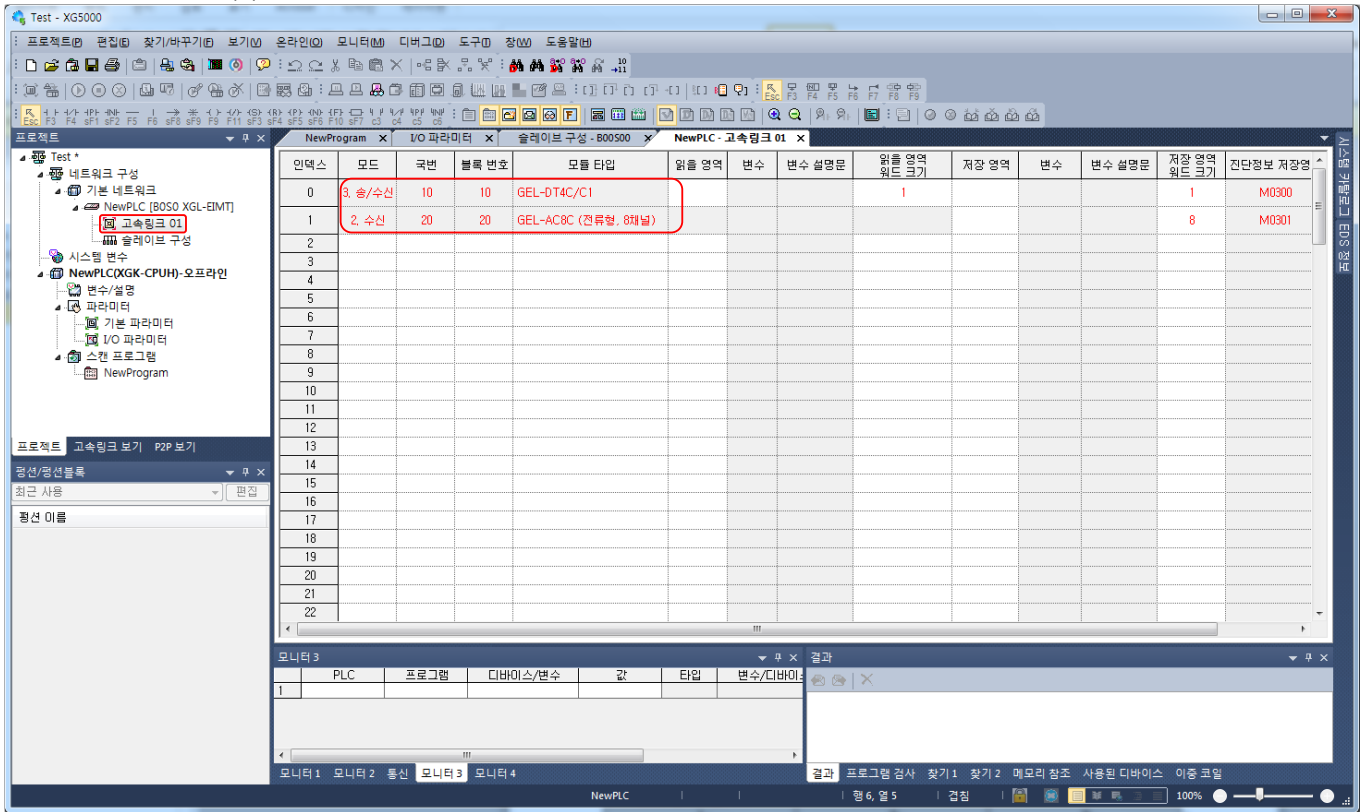 Test - XG5000
프로젝트(P) 편집(E) 찾기/바꾸기(F) 보기(V) 온라인(O) 모니터(M) 디버그(D) 도구(T) 창(W) 도움말(H)
프로젝트
NewProgram I/O 파라미터 슬레이브 구성 - B00S00 NewPLC - 고속링크 01
Test *
네트워크 구성
기본 네트워크
NewPLC [B0S0 XGL-EIMT]
고속링크 01
슬레이브 구성
시스템 변수
NewPLC(XGK-CPUH)-오프라인
변수/설명
파라미터
기본 파라미터
I/O 파라미터
스캔 프로그램
NewProgram
프로젝트 고속링크 보기 P2P 보기
펑션/펑션블록
최근 사용 편집
펑션 이름
인덱스 모드 국번 블록 번호 모듈 타입 읽을 영역 변수 변수 설명문 읽을 영역 워드 크기 저장 영역 변수 변수 설명문 저장 영역 워드 크기 진단정보 저장영
0 3. 송/수신 10 10 GEL-DT4C/C1 1 1 M0300
1 2. 수신 20 20 GEL-AC8C (전류형, 8채널) 8 M0301
2
3
4
5
6
7
8
9
10
11
12
13
14
15
16
17
18
19
20
21
22
시스템 카탈로그
EDS 정보
모니터 3
PLC 프로그램 디바이스/변수 값 타입 변수/디바이스
1
모니터 1 모니터 2 통신 모니터 3 모니터 4
결과
결과 프로그램 검사 찾기 1 찾기 2 메모리 참조 사용된 디바이스 이중 코일
NewPLC 행 6, 열 5 겹침 100%